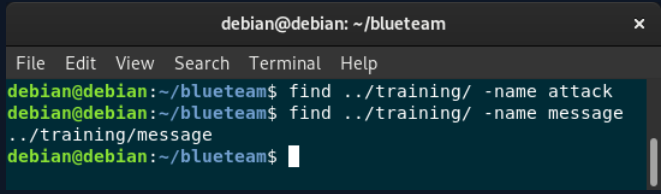 debian@debian: ~/blueteam ×
File Edit View Search Terminal Help
debian@debian:~/blueteam$ find ../training/ -name attack
debian@debian:~/blueteam$ find ../training/ -name message
../training/message
debian@debian:~/blueteam$